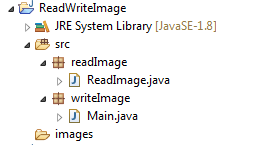 ReadWriteImage
JRE System Library [JavaSE-1.8]
src
readImage
ReadImage.java
writeImage
Main.java
images